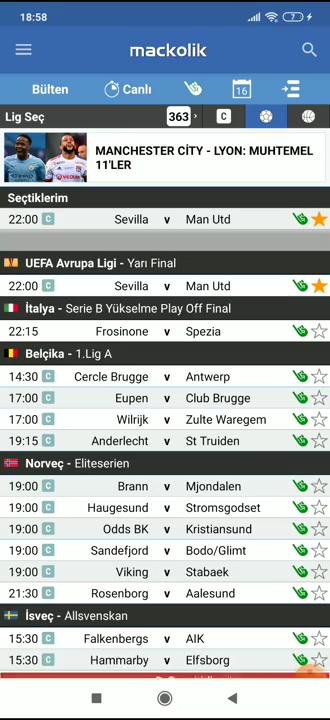 18:58 7
mackolik
Bülten Canlı 16
Lig Seç 363 C
MANCHESTER CİTY - LYON: MUHTEMEL
11'LER
Seçtiklerim
22:00 C Sevilla v Man Utd
UEFA Avrupa Ligi - Yarı Final
22:00 C Sevilla v Man Utd
İtalya - Serie B Yükselme Play Off Final
22:15 Frosinone v Spezia
Belçika - 1.Lig A
14:30 C Cercle Brugge v Antwerp
17:00 C Eupen v Club Brugge
17:00 C Wilrijk v Zulte Waregem
19:15 C Anderlecht v St Truiden
Norveç - Eliteserien
19:00 C Brann v Mjondalen
19:00 C Haugesund v Stromsgodset
19:00 C Odds BK v Kristiansund
19:00 C Sandefjord v Bodo/Glimt
19:00 C Viking v Stabaek
21:30 C Rosenborg v Aalesund
İsveç - Allsvenskan
15:30 C Falkenbergs v AIK
15:30 C Hammarby v Elfsborg